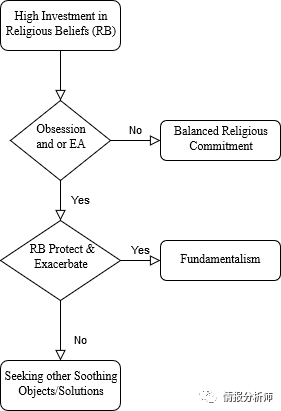 High Investment in
Religious Beliefs (RB)
Obsession
and or EA
No
Balanced Religious
Commitment
Yes
RB Protect &
Exacerbate
Yes
Fundamentalism
No
Seeking other Soothing
Objects/Solutions
情报分析师